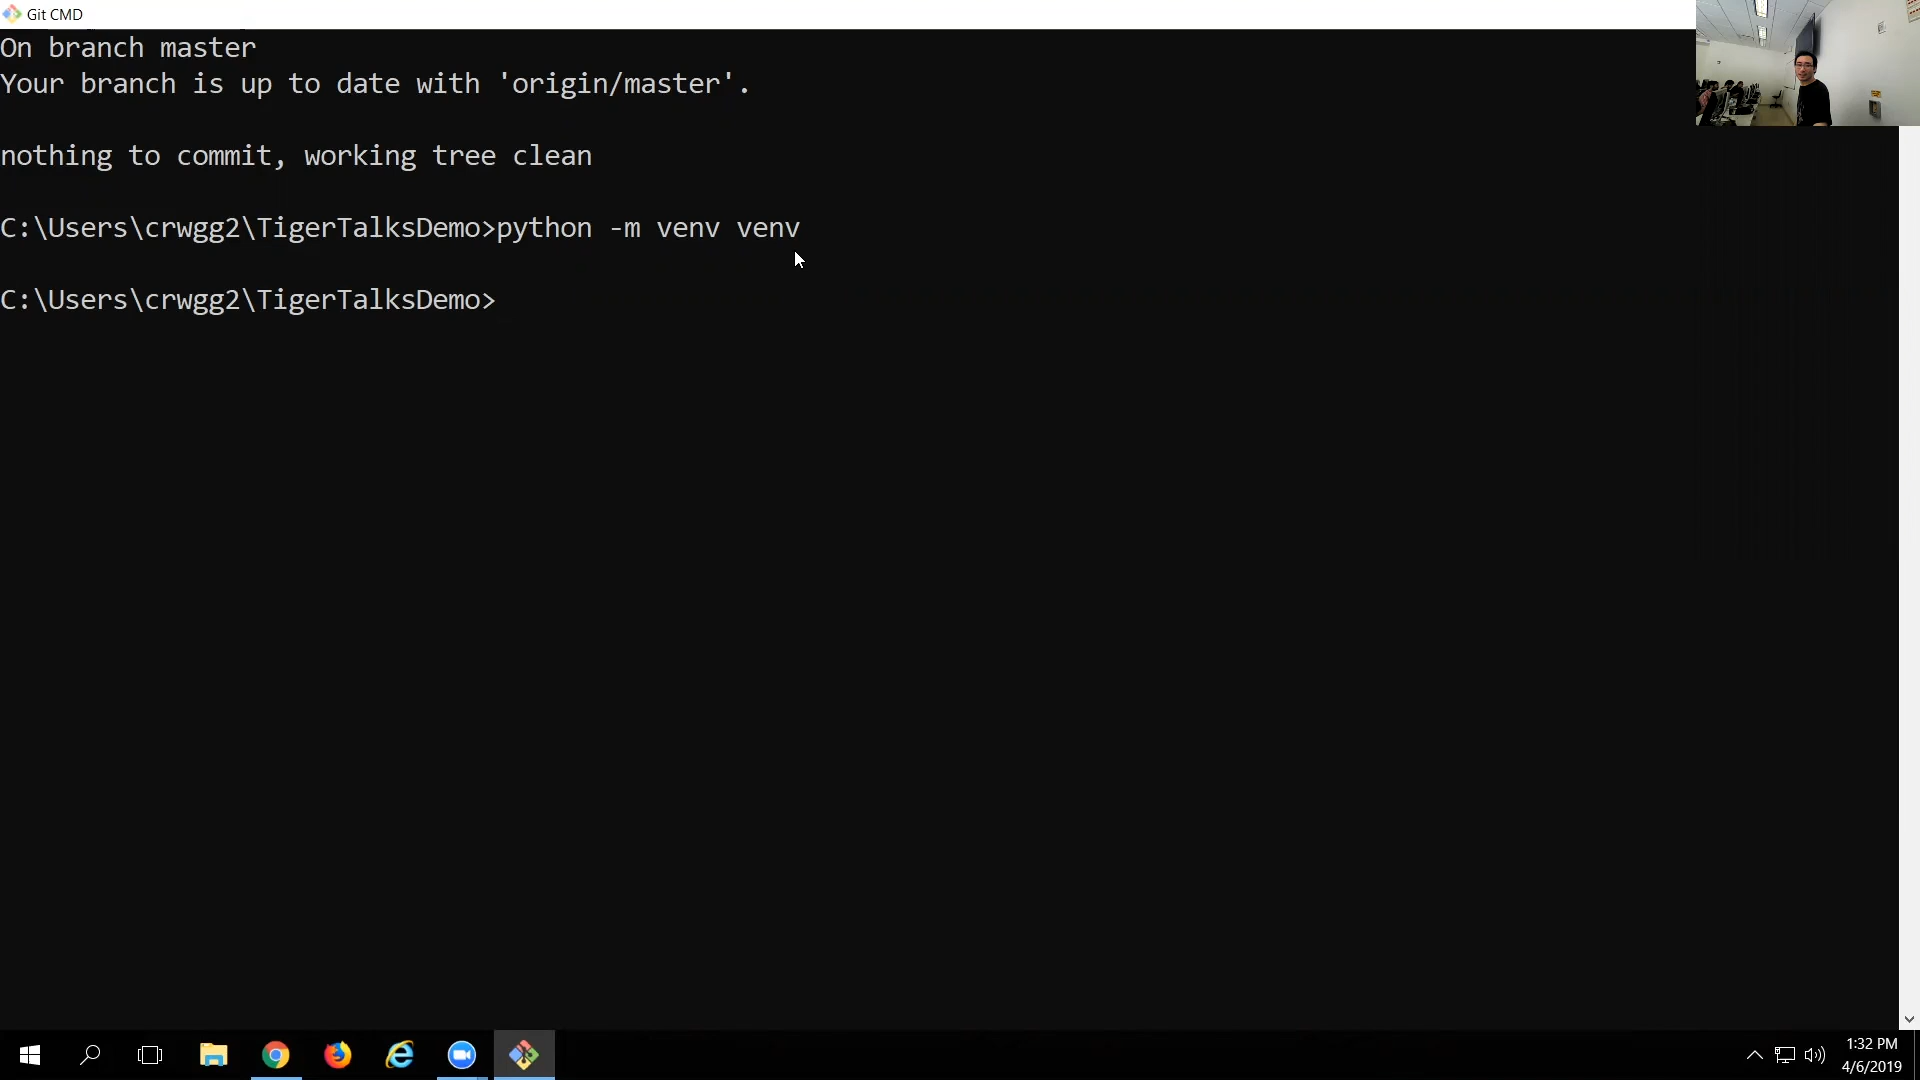 Git CMD
On branch master
Your branch is up to date with 'origin/master'.
nothing to commit, working tree clean
C:\Users\crwgg2\TigerTalksDemo>python -m venv venv
C:\Users\crwgg2\TigerTalksDemo>
1:32 PM
4/6/2019